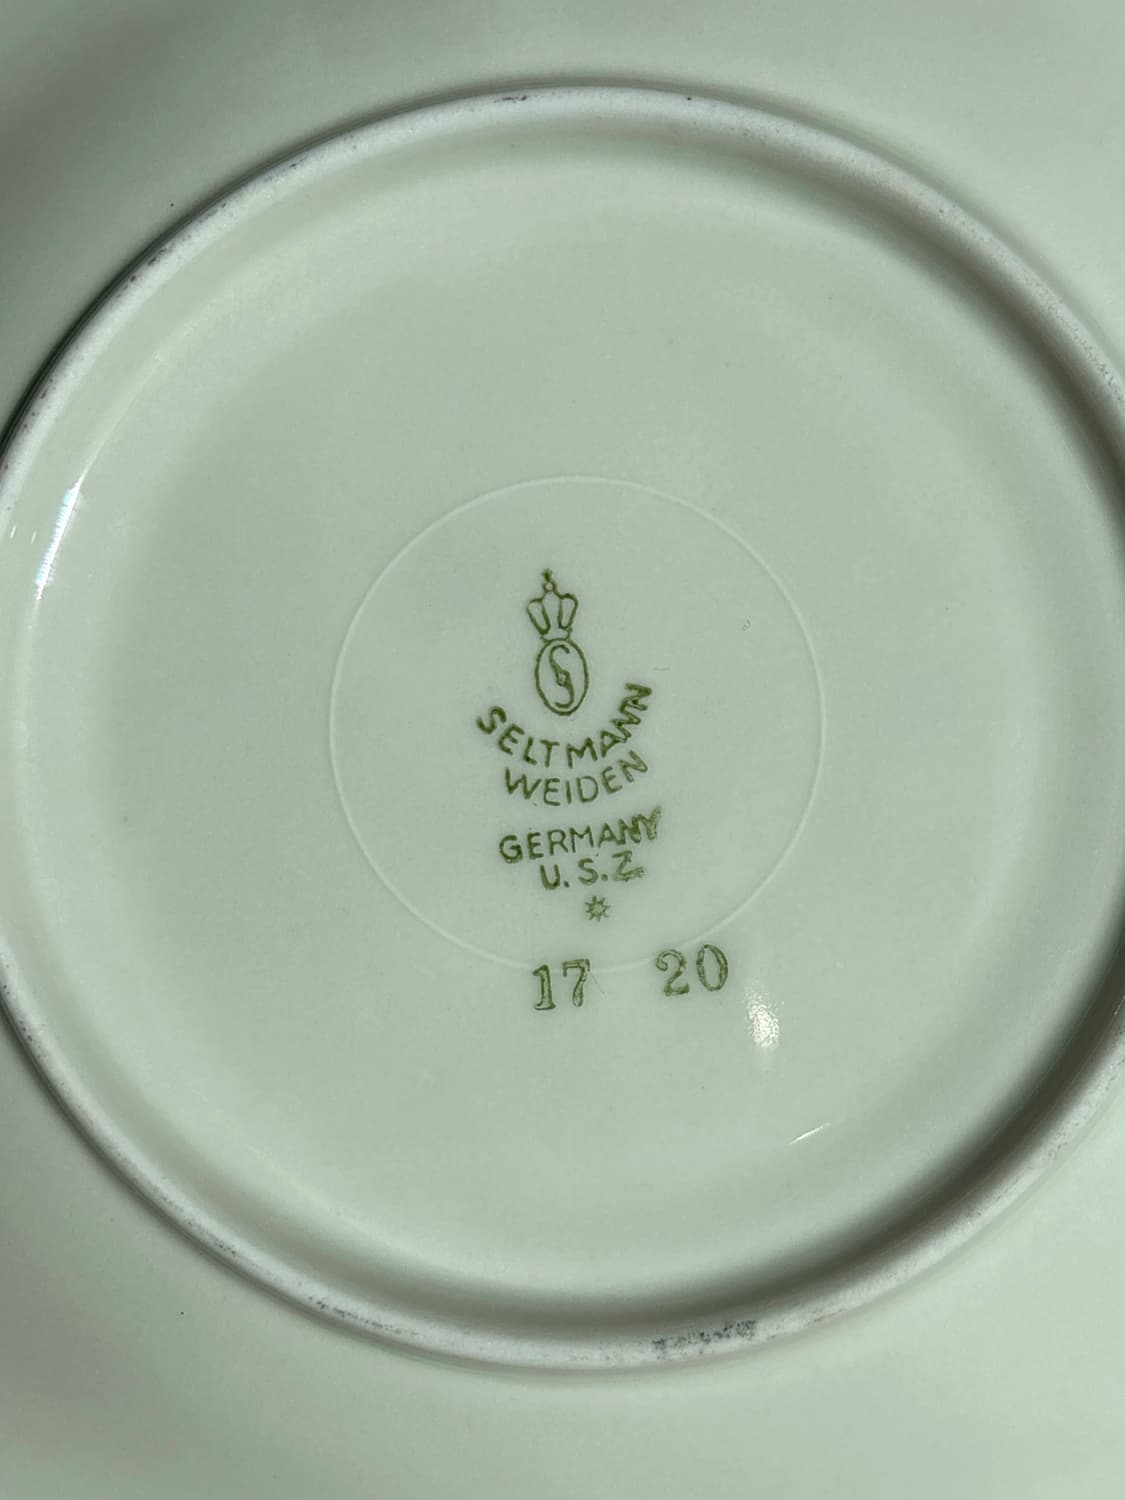 S
SELTMANN
WEIDEN
GERMANY
U.S.Z
17 20